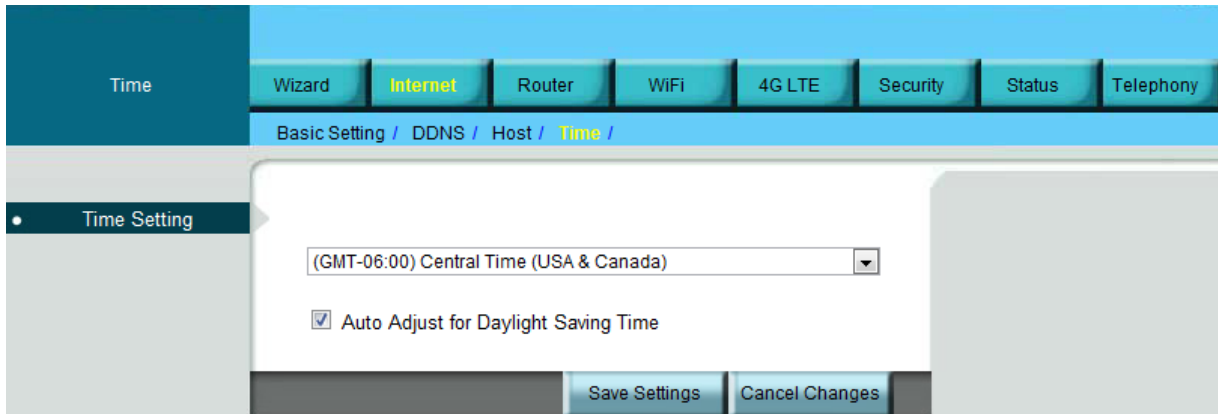 Time
Wizard Internet Router WiFi 4G LTE Security Status Telephony
Basic Setting / DDNS / Host / Time /
Time Setting
(GMT-06:00) Central Time (USA & Canada)
Auto Adjust for Daylight Saving Time
Save Settings Cancel Changes